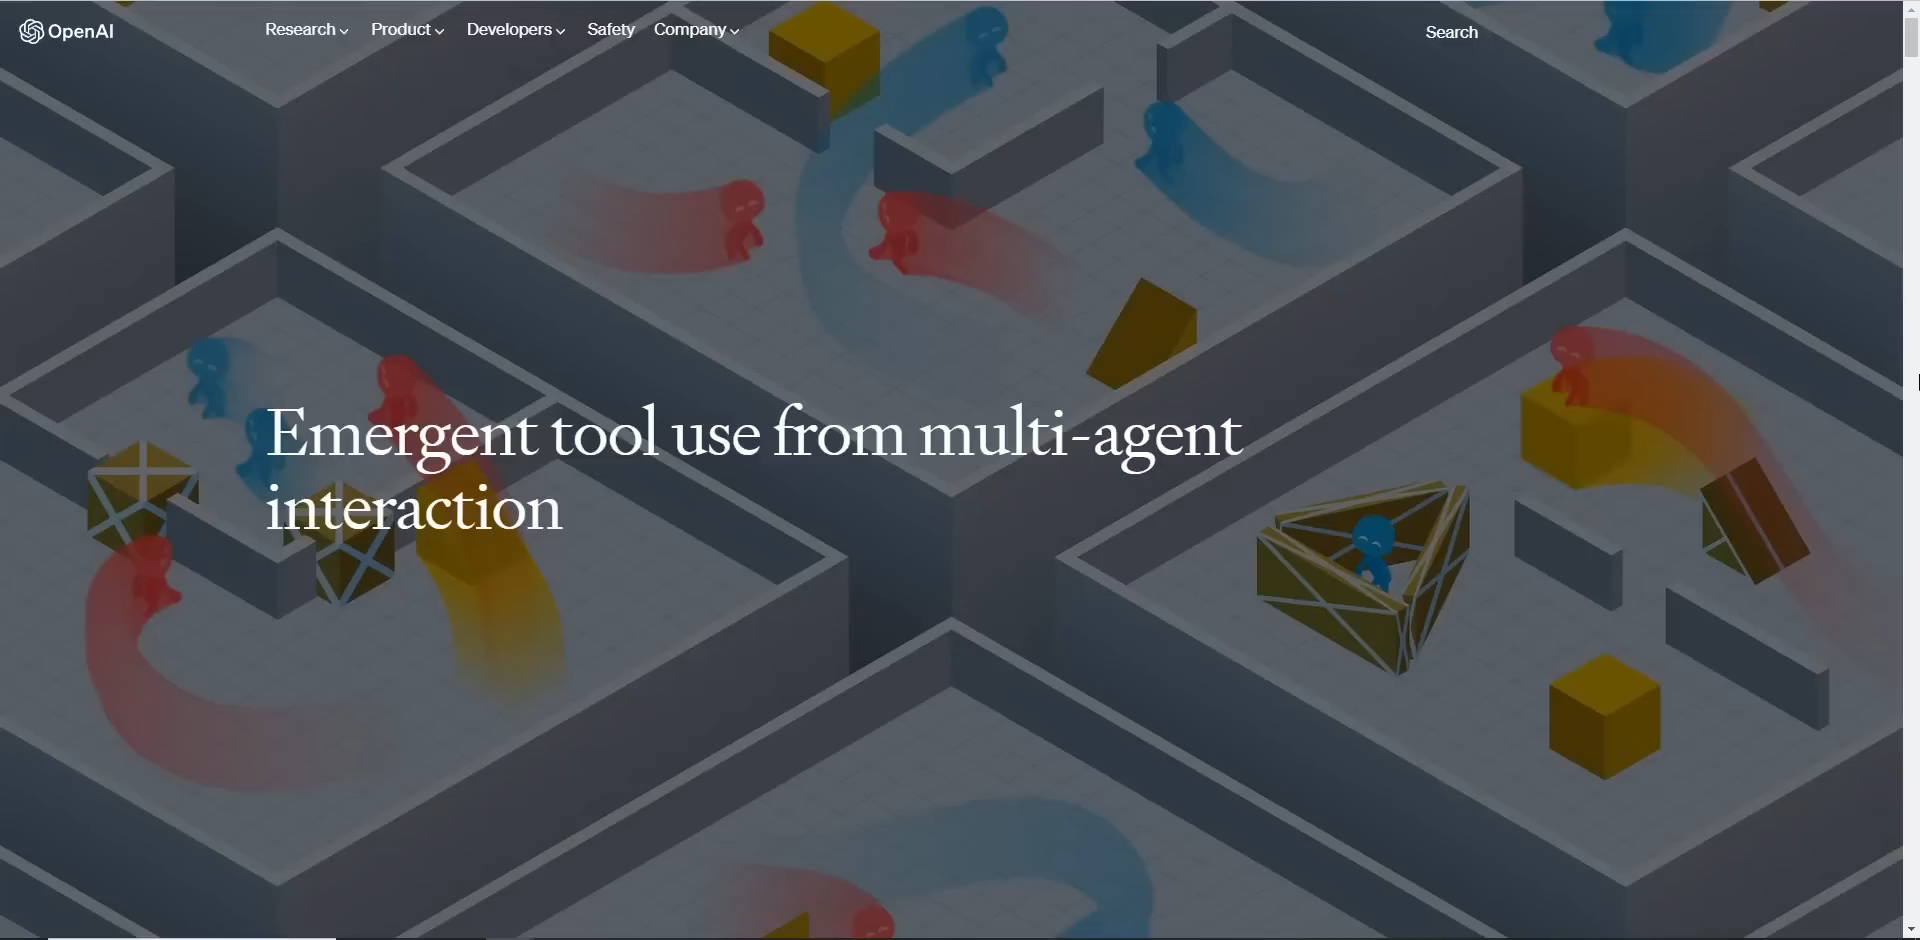 OpenAI
Research
Product
Developers
Safety
Company
Search
Emergent tool use from multi-agent
interaction